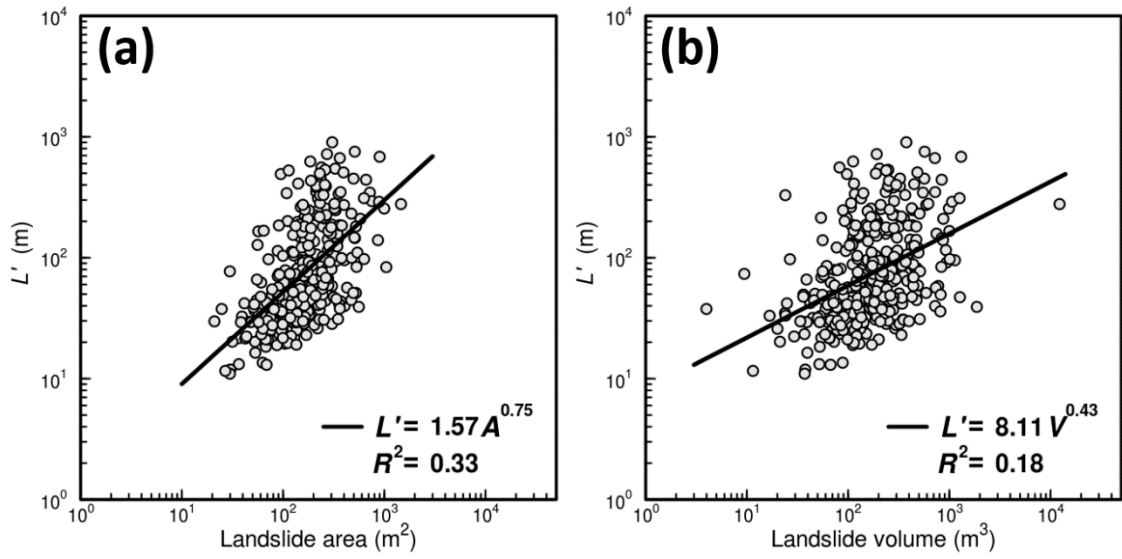 (a)
10⁴
10³
10²
10¹
10⁰
L' (m)
L' = 1.57 A^0.75
R² = 0.33
10⁰ 10¹ 10² 10³ 10⁴
Landslide area (m²)
(b)
10⁴
10³
10²
10¹
10⁰
L' (m)
L' = 8.11 V^0.43
R² = 0.18
10⁰ 10¹ 10² 10³ 10⁴
Landslide volume (m³)